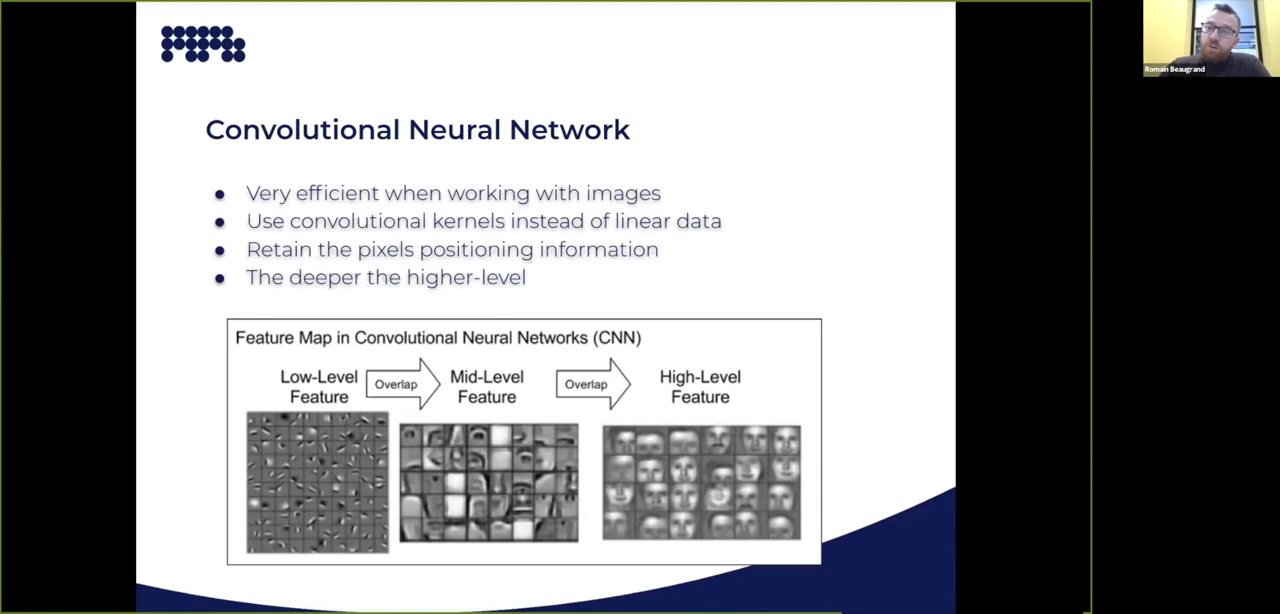 Romain Beaugrand
Convolutional Neural Network
● Very efficient when working with images
● Use convolutional kernels instead of linear data
● Retain the pixels positioning information
● The deeper the higher-level
Feature Map in Convolutional Neural Networks (CNN)
Low-Level
Feature
Overlap
Mid-Level
Feature
Overlap
High-Level
Feature